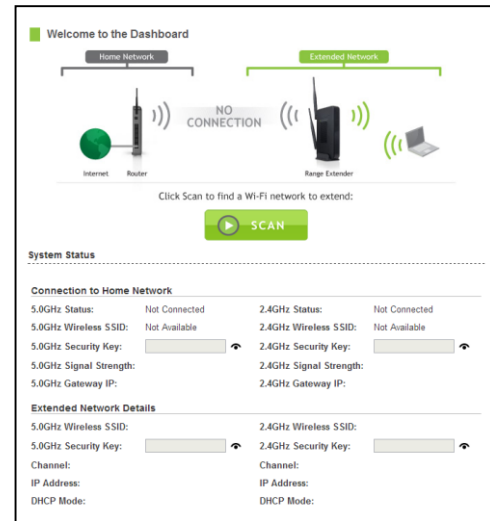 Welcome to the Dashboard
Home Network Extended Network
NO
CONNECTION
Internet Router Range Extender
Click Scan to find a Wi-Fi network to extend:
SCAN
System Status
Connection to Home Network
5.0GHz Status: Not Connected 2.4GHz Status: Not Connected
5.0GHz Wireless SSID: Not Available 2.4GHz Wireless SSID: Not Available
5.0GHz Security Key: 2.4GHz Security Key:
5.0GHz Signal Strength: 2.4GHz Signal Strength:
5.0GHz Gateway IP: 2.4GHz Gateway IP:
Extended Network Details
5.0GHz Wireless SSID: 2.4GHz Wireless SSID:
5.0GHz Security Key: 2.4GHz Security Key:
Channel: Channel:
IP Address: IP Address:
DHCP Mode: DHCP Mode: